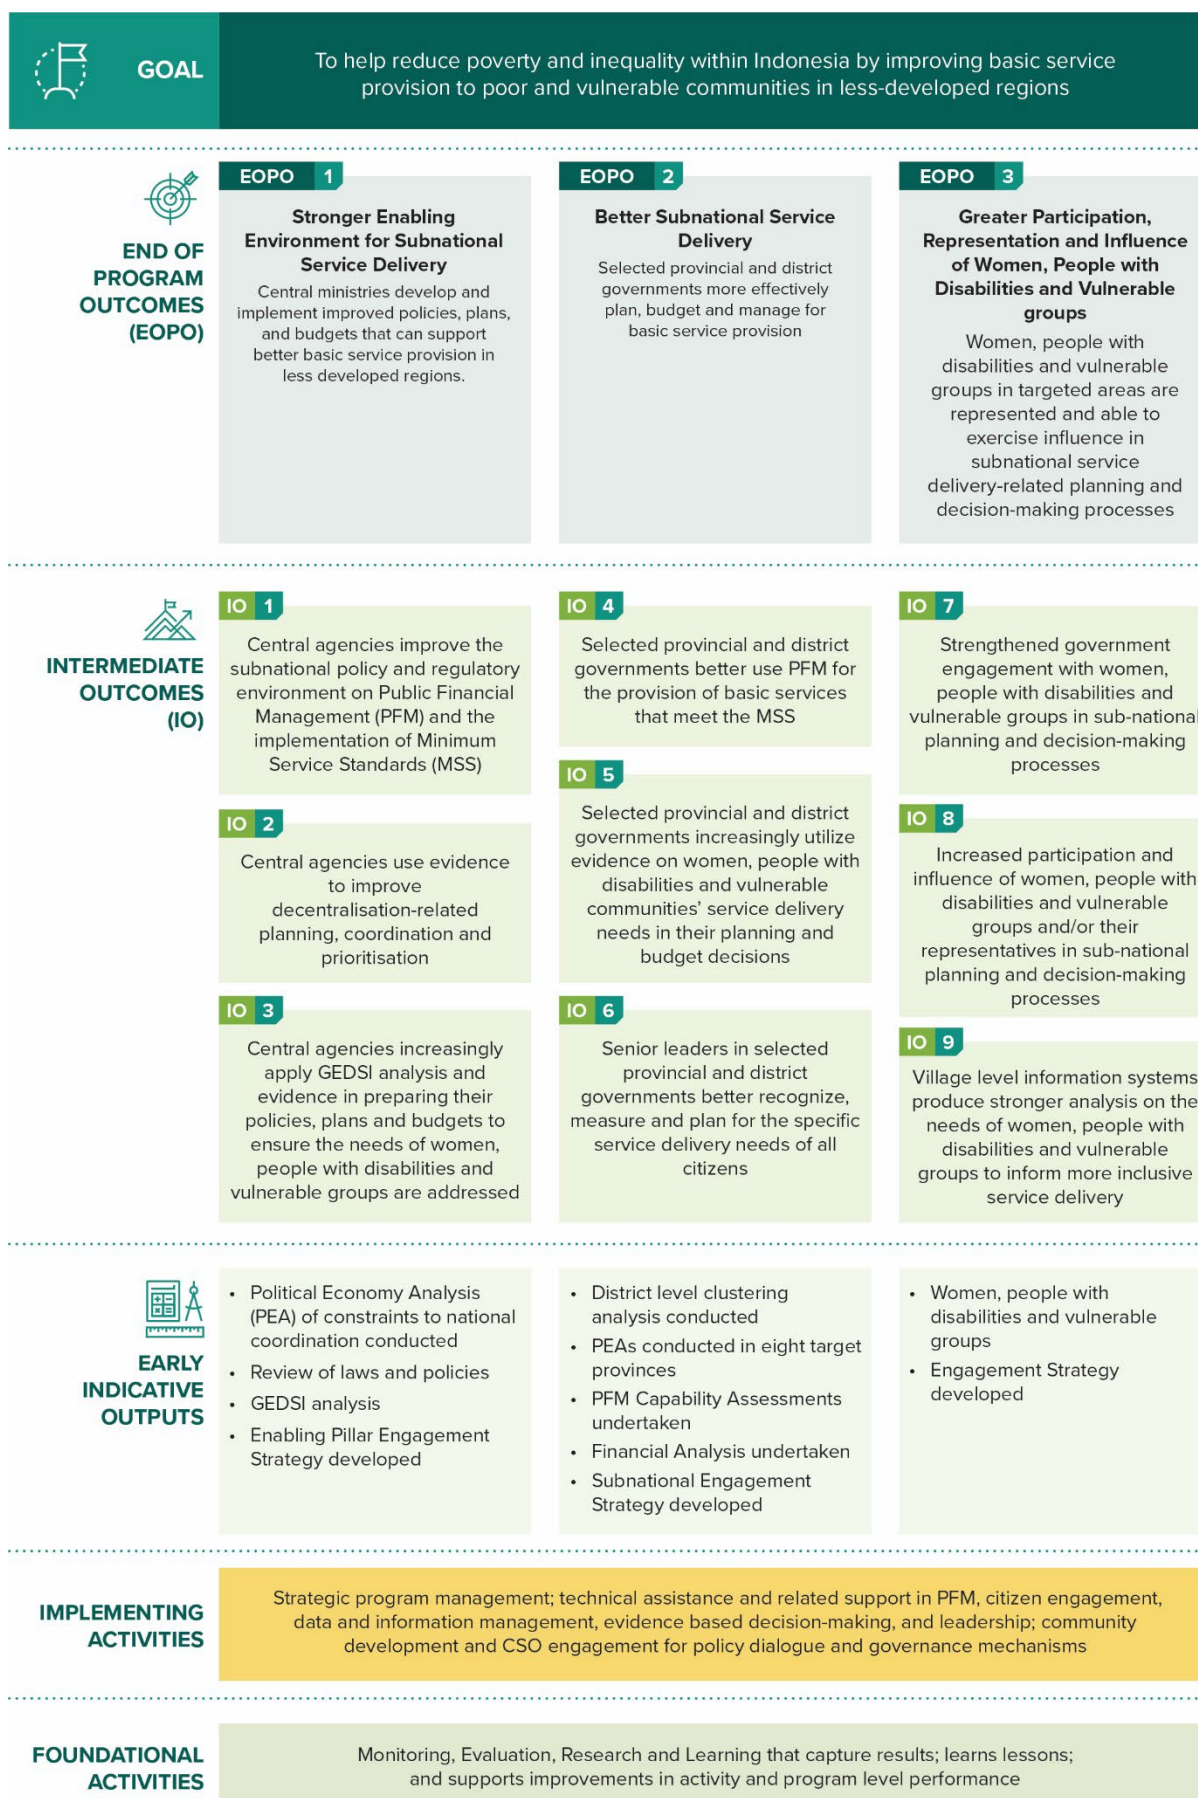 GOAL
To help reduce poverty and inequality within Indonesia by improving basic service
provision to poor and vulnerable communities in less-developed regions
END OF
PROGRAM
OUTCOMES
(EOPO)
EOPO 1
Stronger Enabling
Environment for Subnational
Service Delivery
Central ministries develop and
implement improved policies, plans,
and budgets that can support
better basic service provision in
less developed regions.
EOPO 2
Better Subnational Service
Delivery
Selected provincial and district
governments more effectively
plan, budget and manage for
basic service provision
EOPO 3
Greater Participation,
Representation and Influence
of Women, People with
Disabilities and Vulnerable
groups
Women, people with
disabilities and vulnerable
groups in targeted areas are
represented and able to
exercise influence in
subnational service
delivery-related planning and
decision-making processes
INTERMEDIATE
OUTCOMES
(IO)
IO 1
Central agencies improve the
subnational policy and regulatory
environment on Public Financial
Management (PFM) and the
implementation of Minimum
Service Standards (MSS)
IO 2
Central agencies use evidence
to improve
decentralisation-related
planning, coordination and
prioritisation
IO 3
Central agencies increasingly
apply GEDSI analysis and
evidence in preparing their
policies, plans and budgets to
ensure the needs of women,
people with disabilities and
vulnerable groups are addressed
IO 4
Selected provincial and district
governments better use PFM for
the provision of basic services
that meet the MSS
IO 5
Selected provincial and district
governments increasingly utilize
evidence on women, people with
disabilities and vulnerable
communities’ service delivery
needs in their planning and
budget decisions
IO 6
Senior leaders in selected
provincial and district
governments better recognize,
measure and plan for the specific
service delivery needs of all
citizens
IO 7
Strengthened government
engagement with women,
people with disabilities and
vulnerable groups in sub-national
planning and decision-making
processes
IO 8
Increased participation and
influence of women, people with
disabilities and vulnerable
groups and/or their
representatives in sub-national
planning and decision-making
processes
IO 9
Village level information systems
produce stronger analysis on the
needs of women, people with
disabilities and vulnerable
groups to inform more inclusive
service delivery
EARLY
INDICATIVE
OUTPUTS
• Political Economy Analysis
(PEA) of constraints to national
coordination conducted
• Review of laws and policies
• GEDSI analysis
• Enabling Pillar Engagement
Strategy developed
• District level clustering
analysis conducted
• PEAs conducted in eight target
provinces
• PFM Capability Assessments
undertaken
• Financial Analysis undertaken
• Subnational Engagement
Strategy developed
• Women, people with
disabilities and vulnerable
groups
• Engagement Strategy
developed
IMPLEMENTING
ACTIVITIES
Strategic program management; technical assistance and related support in PFM, citizen engagement,
data and information management, evidence based decision-making, and leadership; community
development and CSO engagement for policy dialogue and governance mechanisms
FOUNDATIONAL
ACTIVITIES
Monitoring, Evaluation, Research and Learning that capture results; learns lessons;
and supports improvements in activity and program level performance